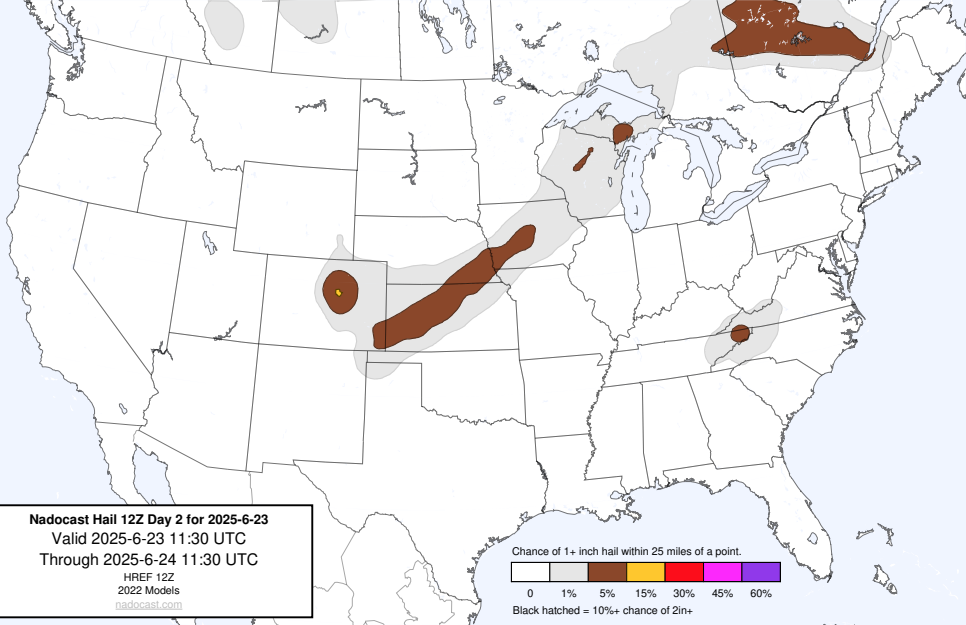 Nadocast Hail 12Z Day 2 for 2025-6-23
Valid 2025-6-23 11:30 UTC
Through 2025-6-24 11:30 UTC
HREF 12Z
2022 Models
nadocast.com
Chance of 1+ inch hail within 25 miles of a point.
0 1% 5% 15% 30% 45% 60%
Black hatched = 10%+ chance of 2in+